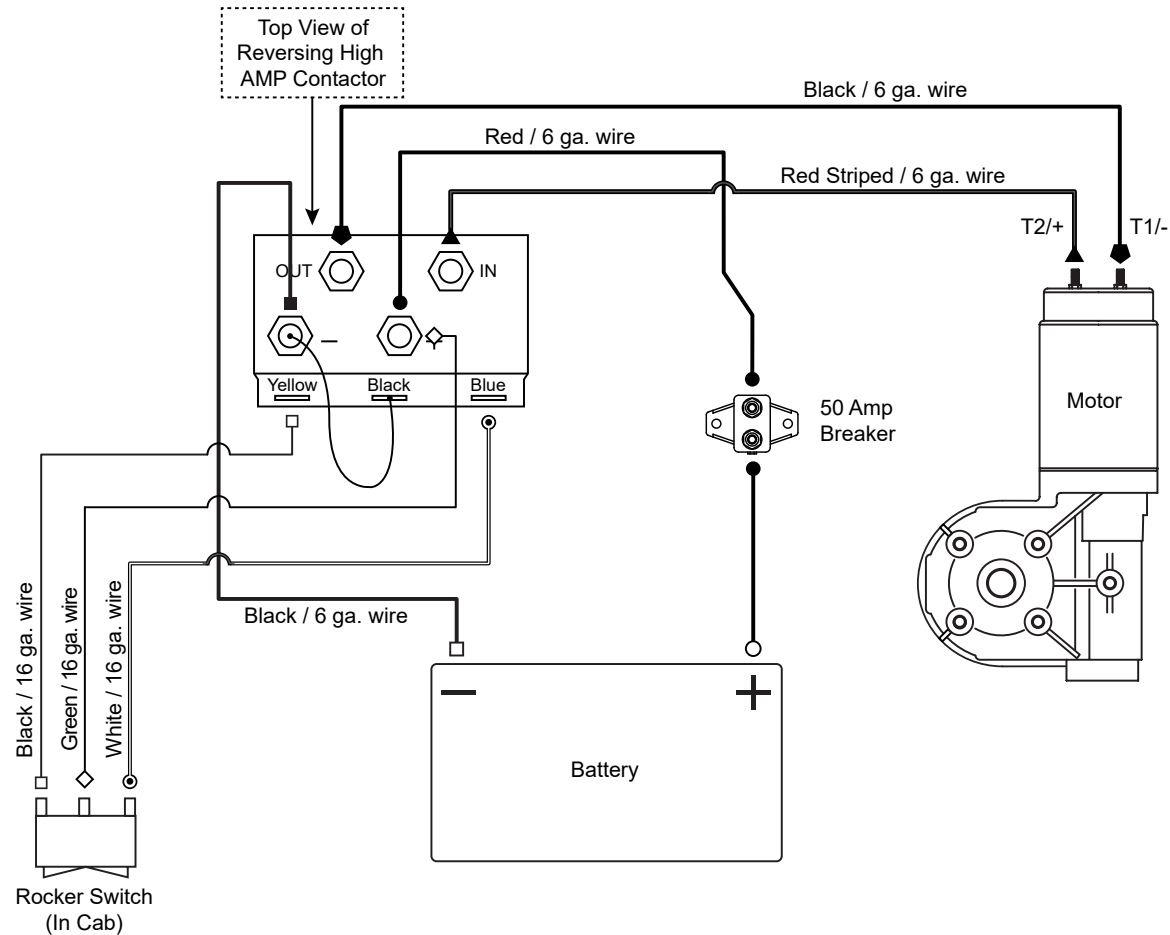 Top View of
Reversing High
AMP Contactor
Black / 6 ga. wire
Red / 6 ga. wire
Red Striped / 6 ga. wire
T2/+
T1/-
OUT
IN
–
+
Yellow
Black
Blue
50 Amp
Breaker
Motor
Black / 16 ga. wire
Green / 16 ga. wire
White / 16 ga. wire
Black / 6 ga. wire
—
+
Battery
Rocker Switch
(In Cab)